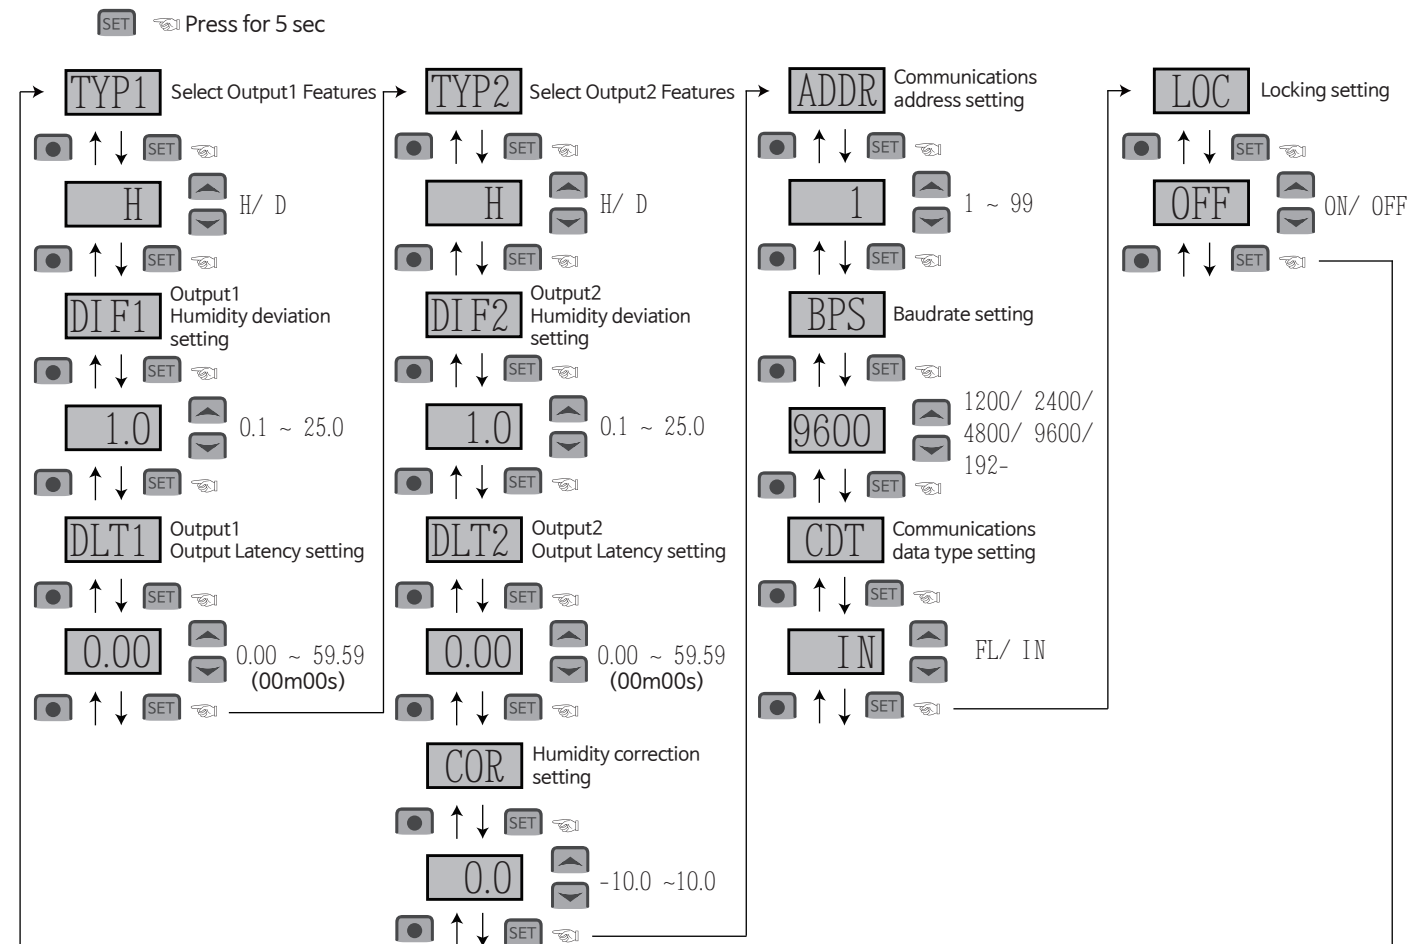 SET Press for 5 sec
TYP1 Select Output1 Features
SET
H H/ D
SET
DIF1 Output1
Humidity deviation
setting
SET
1.0 0.1 ~ 25.0
SET
DLT1 Output1
Output Latency setting
SET
0.00 0.00 ~ 59.59
(00m00s)
SET
TYP2 Select Output2 Features
SET
H H/ D
SET
DIF2 Output2
Humidity deviation
setting
SET
1.0 0.1 ~ 25.0
SET
DLT2 Output2
Output Latency setting
SET
0.00 0.00 ~ 59.59
(00m00s)
SET
COR Humidity correction
setting
SET
0.0 -10.0 ~10.0
SET
ADDR Communications
address setting
SET
1 1 ~ 99
SET
BPS Baudrate setting
SET
9600 1200/ 2400/
4800/ 9600/
192-
SET
CDT Communications
data type setting
SET
IN FL/ IN
SET
LOC Locking setting
SET
OFF ON/ OFF
SET